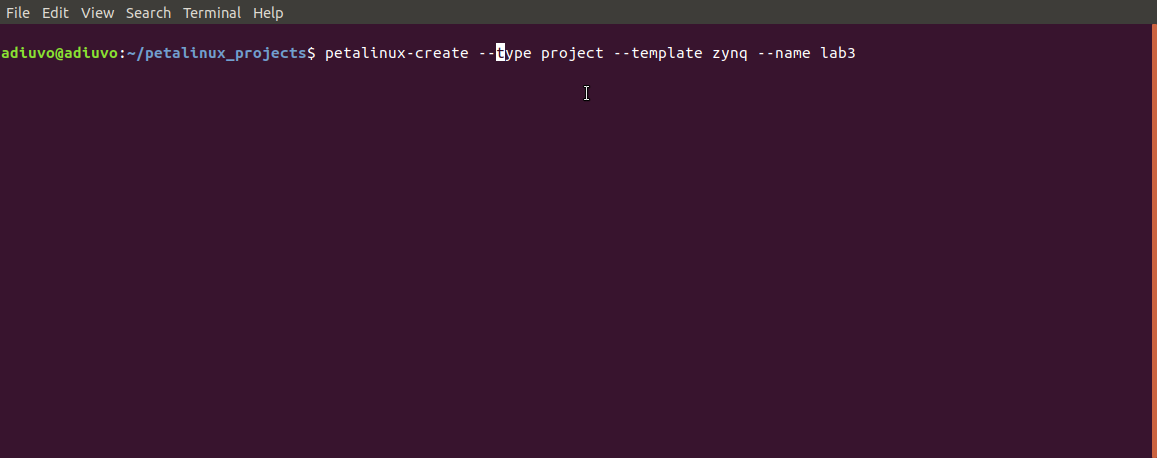 File Edit View Search Terminal Help
adiuvo@adiuvo:~/petalinux_projects$ petalinux-create --type project --template zynq --name lab3